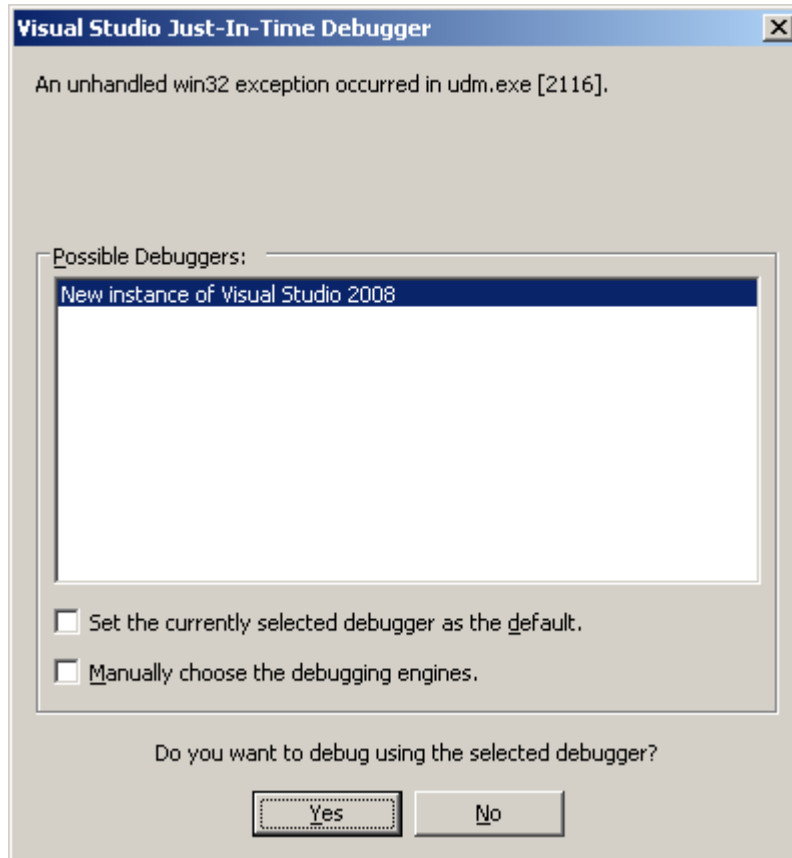 Visual Studio Just-In-Time Debugger
An unhandled win32 exception occurred in udm.exe [2116].
Possible Debuggers:
New instance of Visual Studio 2008
Set the currently selected debugger as the default.
Manually choose the debugging engines.
Do you want to debug using the selected debugger?
Yes
No